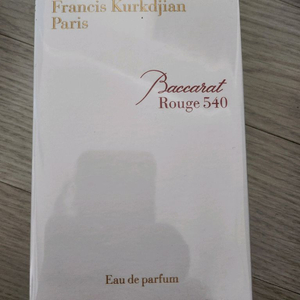 Francis Kurkdjian
Paris
Baccarat
Rouge 540
Eau de parfum